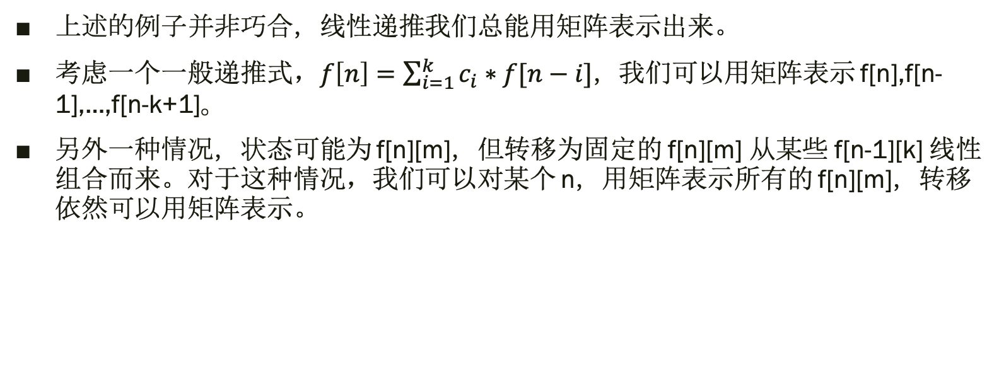 ■ 上述的例子并非巧合，线性递推我们总能用矩阵表示出来。
■ 考虑一个一般递推式，$f[n] = \sum_{i=1}^{k} c_i * f[n-i]$，我们可以用矩阵表示 f[n],f[n-
1],...,f[n-k+1]。
■ 另外一种情况，状态可能为 f[n][m]，但转移为固定的 f[n][m] 从某些 f[n-1][k] 线性
组合而来。对于这种情况，我们可以对某个 n，用矩阵表示所有的 f[n][m]，转移
依然可以用矩阵表示。